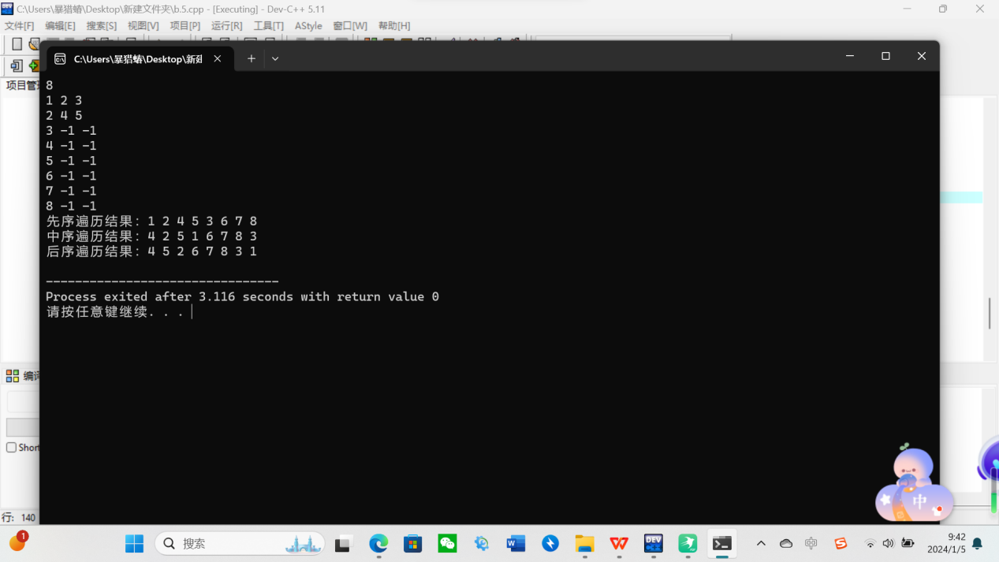 C:\Users\暴猎蝽\Desktop\新建文件夹\b.5.cpp - [Executing] - Dev-C++ 5.11
文件[F] 编辑[E] 搜索[S] 视图[V] 项目[P] 运行[R] 工具[T] AStyle 窗口[W] 帮助[H]
C:\Users\暴猎蝽\Desktop\新建
项目管理
8
1 2 3
2 4 5
3 -1 -1
4 -1 -1
5 -1 -1
6 -1 -1
7 -1 -1
8 -1 -1
先序遍历结果：1 2 4 5 3 6 7 8
中序遍历结果：4 2 5 1 6 7 8 3
后序遍历结果：4 5 2 6 7 8 3 1
--------------------------------
Process exited after 3.116 seconds with return value 0
请按任意键继续. . .
编译
Short
中
行: 140
1
搜索
W
DEV
中
S
9:42
2024/1/5